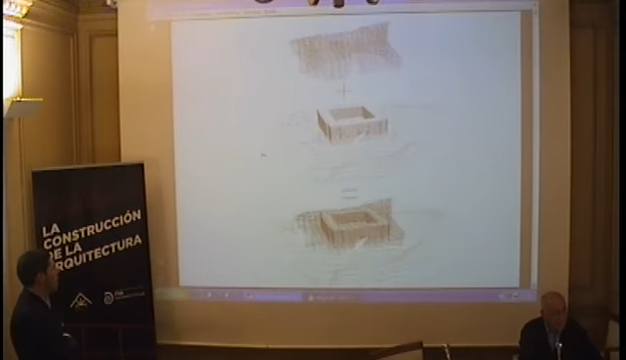 LA
CONSTRUCCIÓN
DE LA
ARQUITECTURA
+
=